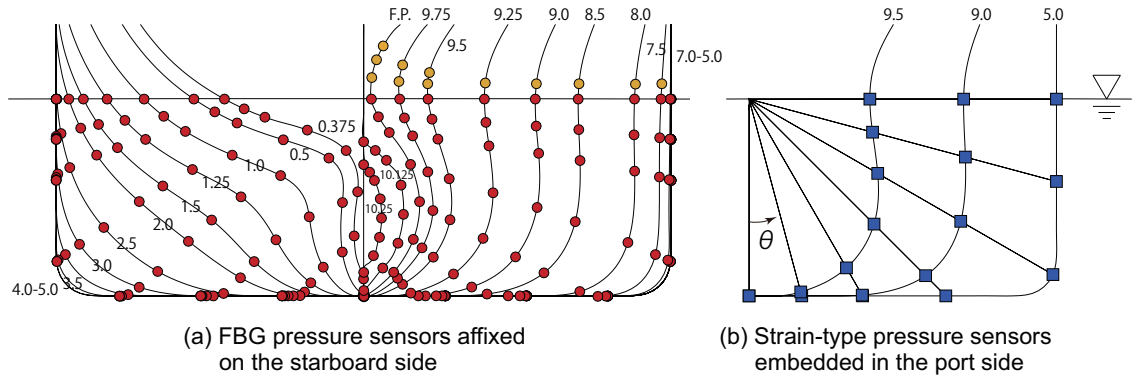 F.P. 9.75 9.25 9.0 8.5 8.0
9.5 7.5 7.0-5.0
0.375
0.5
1.0
10.125
1.25
10.25
1.5
2.0
2.5
3.0
3.5
4.0-5.0
(a) FBG pressure sensors affixed
on the starboard side
9.5 9.0 5.0
θ
(b) Strain-type pressure sensors
embedded in the port side